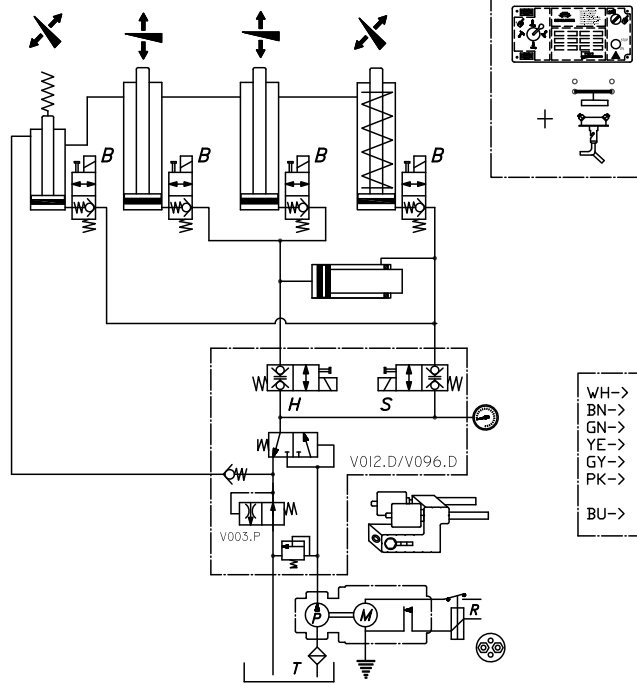 B B B B
H S
V012.D/V096.D
V003.P
P M R
T
WH->
BN->
GN->
YE->
GY->
PK->
BU->